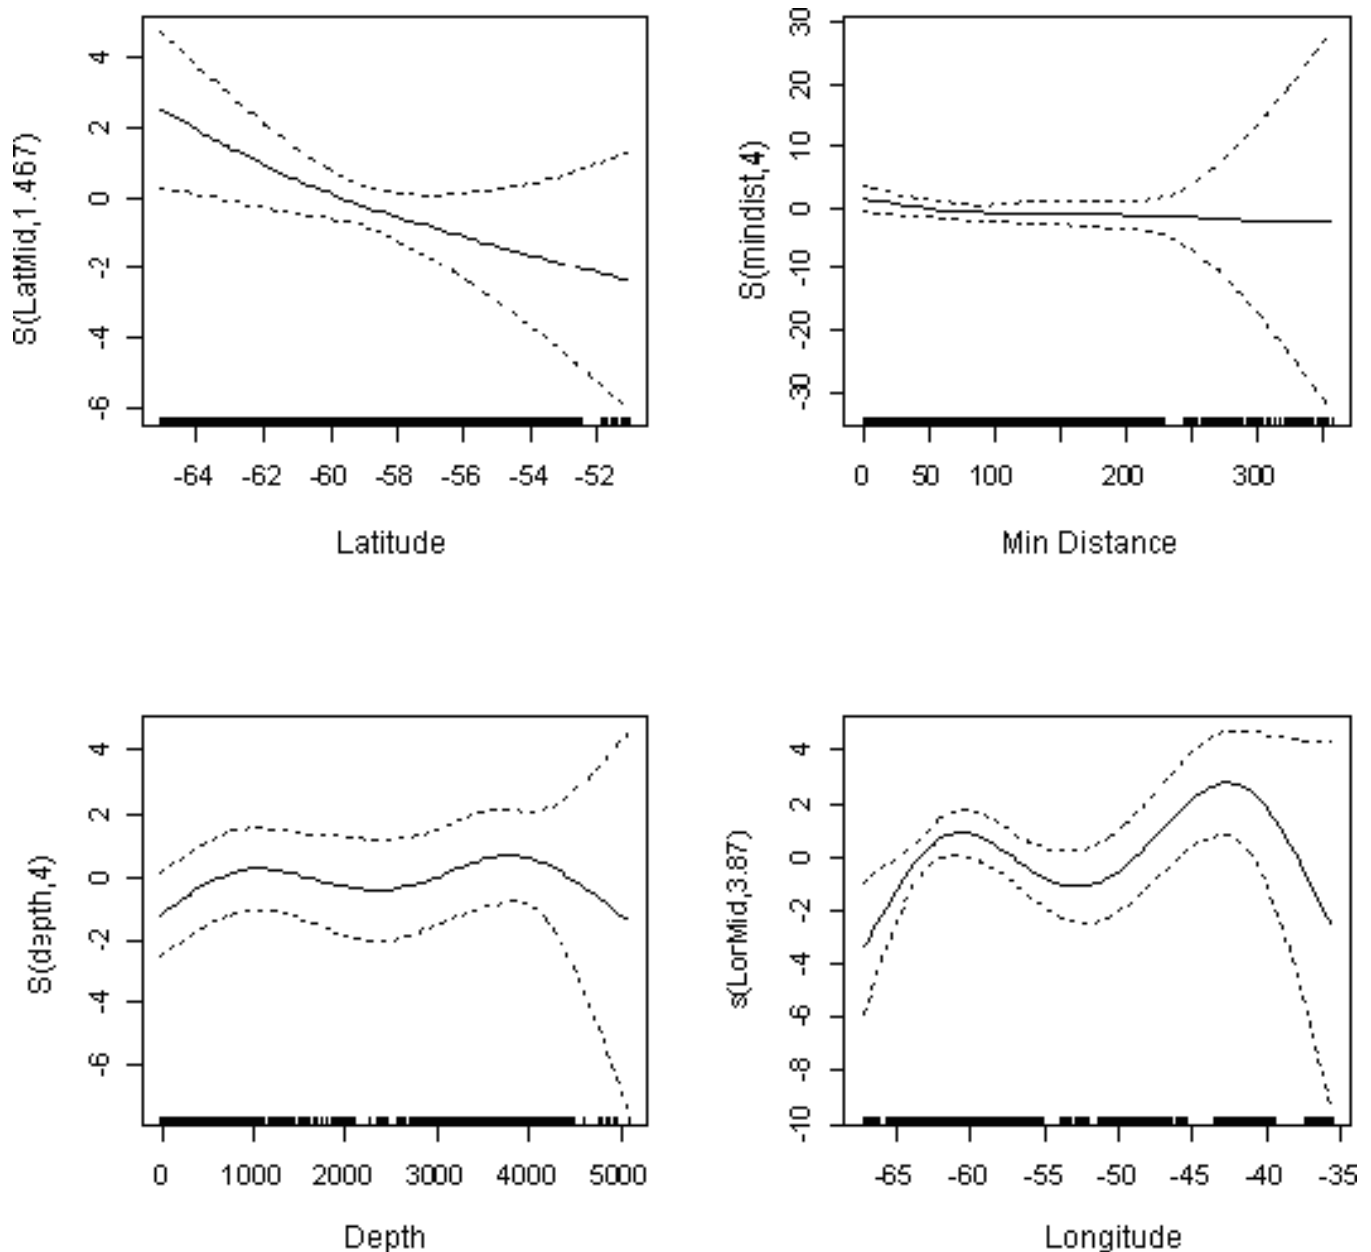 S(LatMid,1.467)
4
2
0
-2
-4
-6
-64 -62 -60 -58 -56 -54 -52
Latitude
S(mindist,4)
30
20
10
0
-10
-20
-30
0 50 100 200 300
Min Distance
S(depth,4)
4
2
0
-2
-4
-6
0 1000 2000 3000 4000 5000
Depth
s(LonMid,3.87)
4
2
0
-2
-4
-6
-8
-10
-65 -60 -55 -50 -45 -40 -35
Longitude